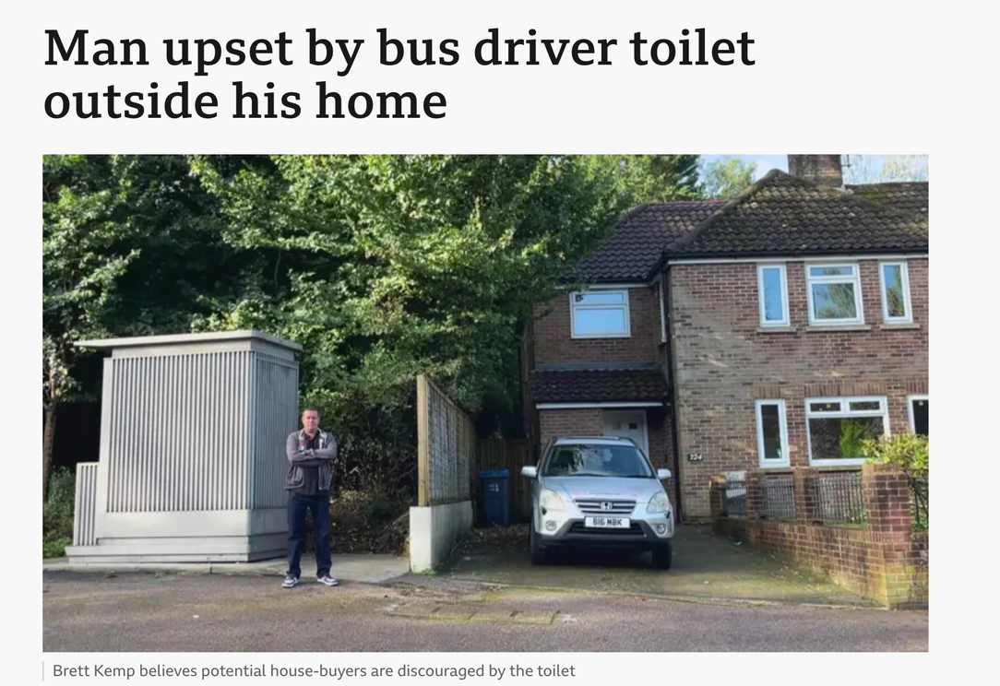 Man upset by bus driver toilet
outside his home
324
B16 MBK
Brett Kemp believes potential house-buyers are discouraged by the toilet